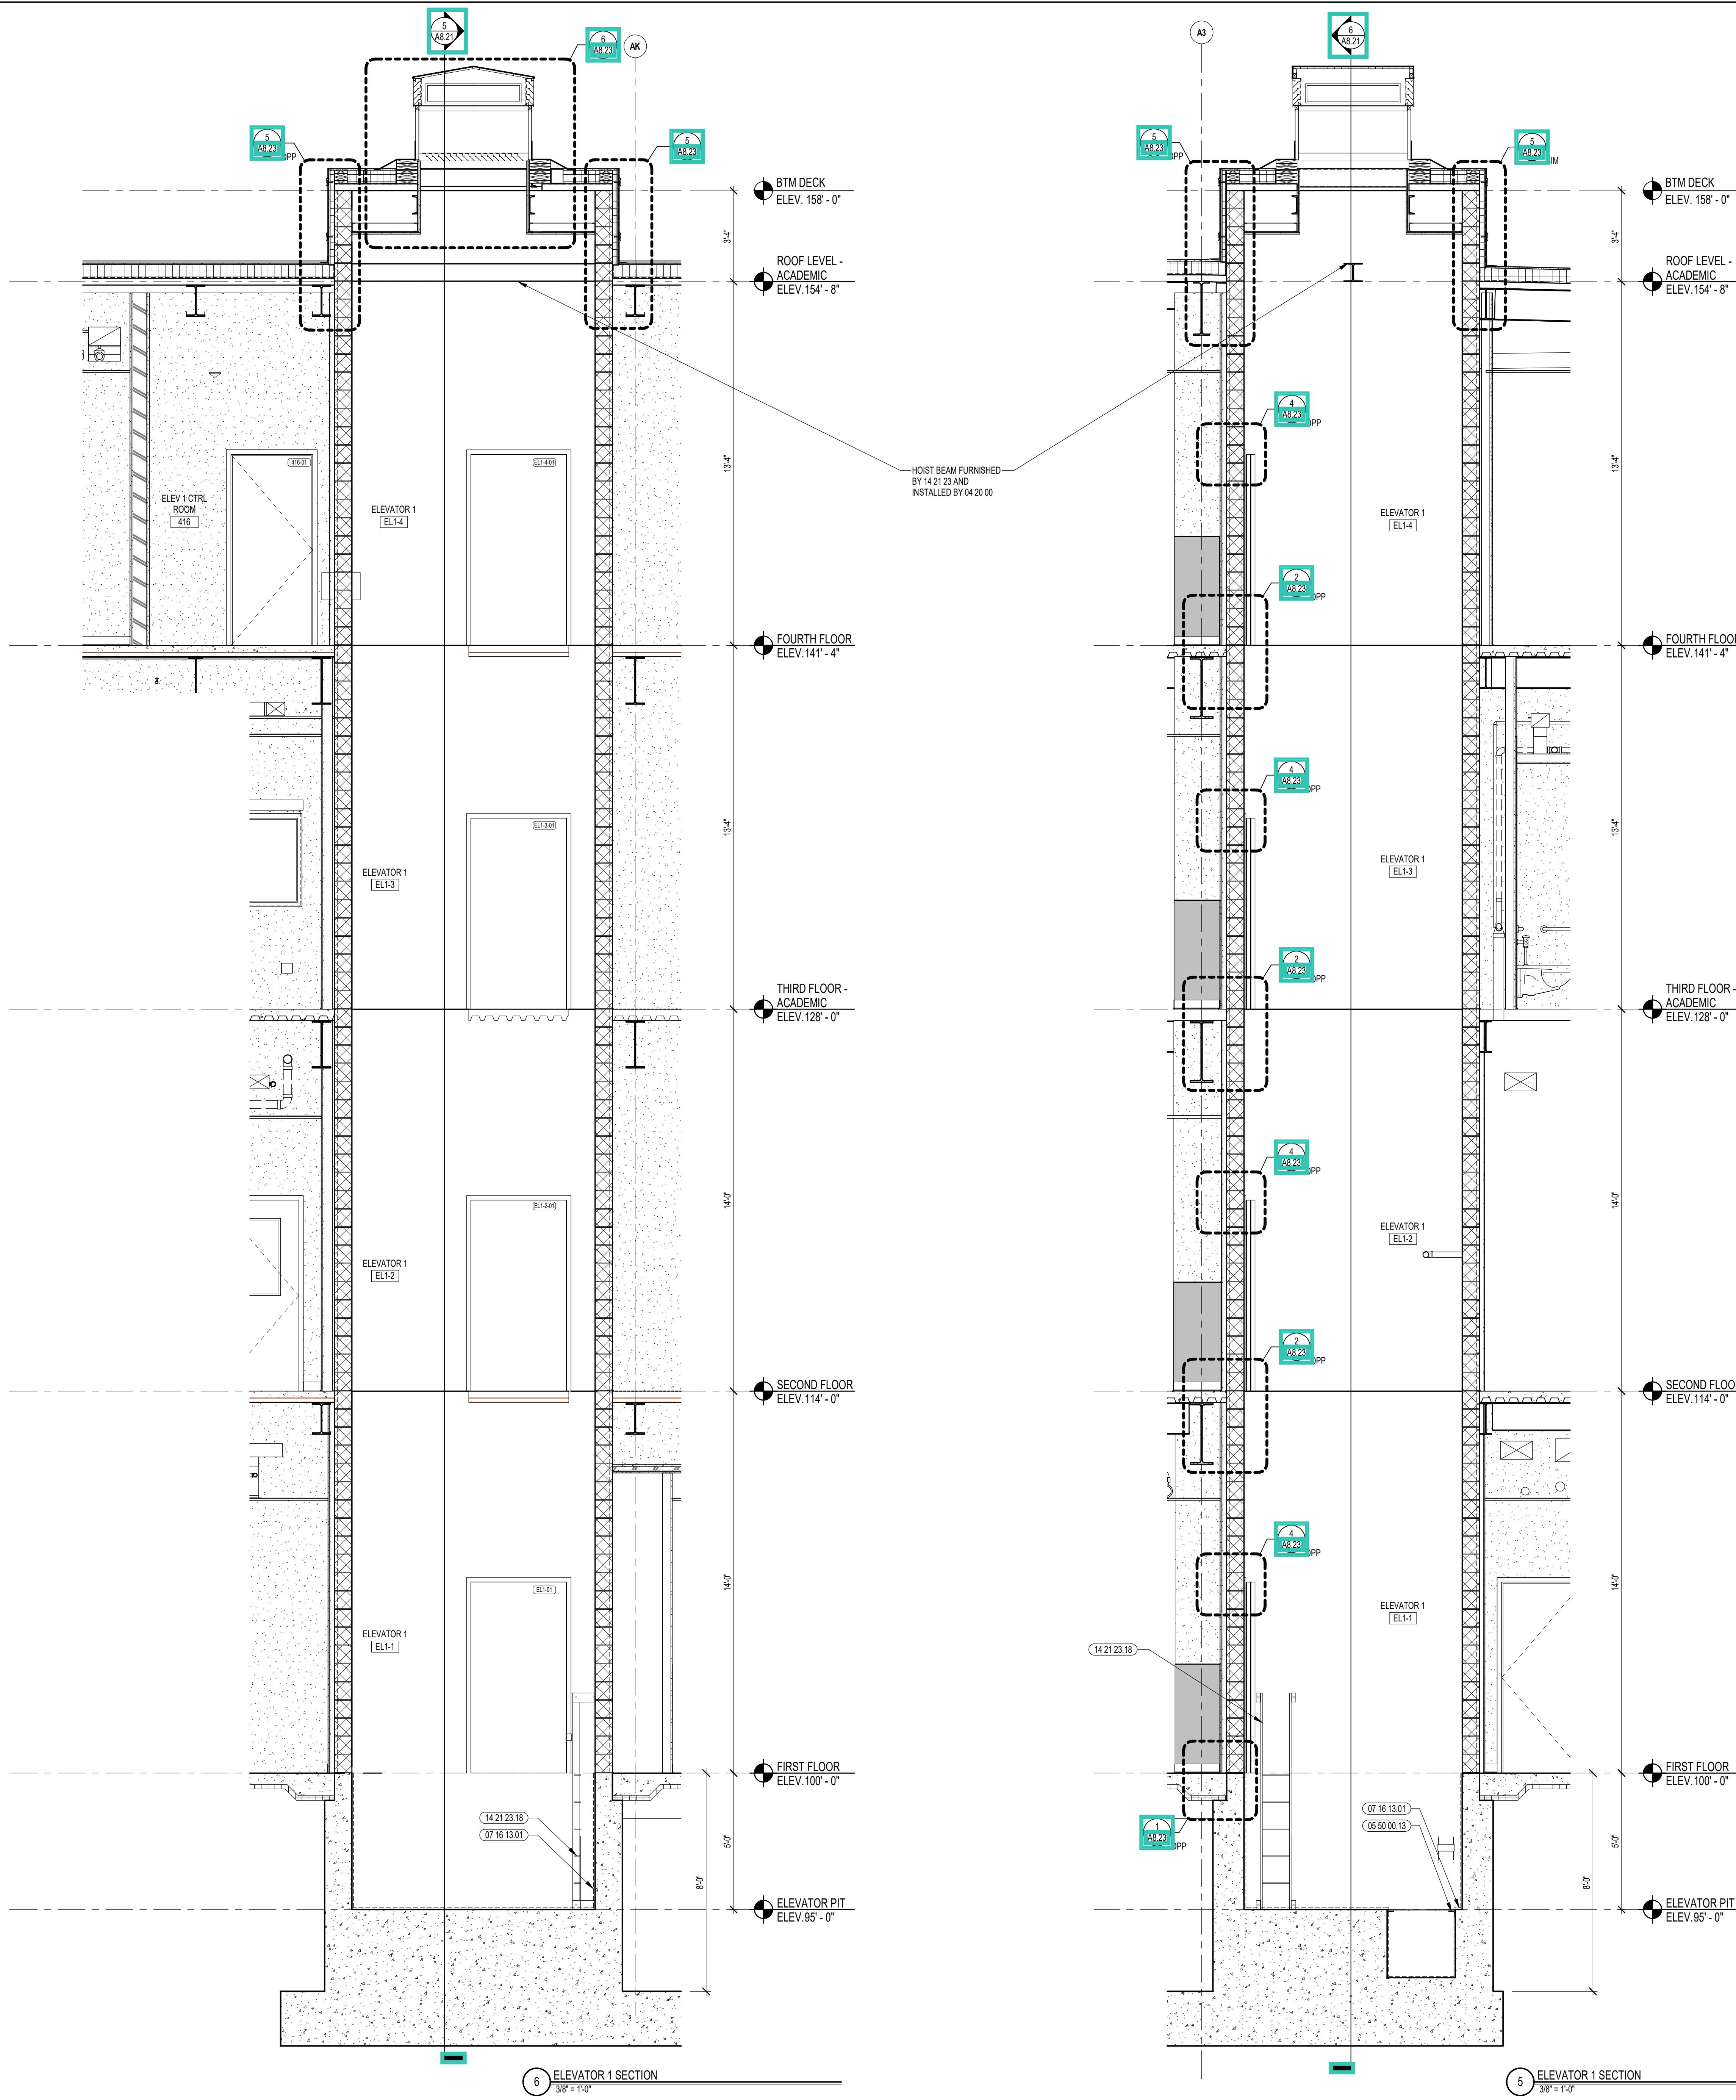 5
A8.21
6
A8.23
AK
5
A8.23
OPP
5
A8.23
BTM DECK
ELEV. 158' - 0"
3'-4"
ROOF LEVEL -
ACADEMIC
ELEV.154' - 8"
13'-4"
416-01
EL1-4-01
ELEV 1 CTRL
ROOM
416
ELEVATOR 1
EL1-4
HOIST BEAM FURNISHED
BY 14 21 23 AND
INSTALLED BY 04 20 00
FOURTH FLOOR
ELEV.141' - 4"
13'-4"
EL1-3-01
ELEVATOR 1
EL1-3
THIRD FLOOR -
ACADEMIC
ELEV.128' - 0"
14'-0"
EL1-2-01
ELEVATOR 1
EL1-2
SECOND FLOOR
ELEV.114' - 0"
14'-0"
EL1-01
ELEVATOR 1
EL1-1
FIRST FLOOR
ELEV.100' - 0"
14 21 23.18
07 16 13.01
5'-0"
8'-0"
ELEVATOR PIT
ELEV.95' - 0"
6
ELEVATOR 1 SECTION
3/8" = 1'-0"
A3
6
A8.21
5
A8.23
OPP
5
A8.23
SIM
BTM DECK
ELEV. 158' - 0"
3'-4"
ROOF LEVEL -
ACADEMIC
ELEV.154' - 8"
4
A8.23
OPP
13'-4"
ELEVATOR 1
EL1-4
2
A8.23
OPP
FOURTH FLOOR
ELEV.141' - 4"
4
A8.23
OPP
13'-4"
ELEVATOR 1
EL1-3
2
A8.23
OPP
THIRD FLOOR -
ACADEMIC
ELEV.128' - 0"
4
A8.23
OPP
14'-0"
ELEVATOR 1
EL1-2
2
A8.23
OPP
SECOND FLOO
ELEV.114' - 0"
4
A8.23
OPP
14'-0"
ELEVATOR 1
EL1-1
14 21 23.18
FIRST FLOOR
ELEV.100' - 0"
1
A8.23
OPP
07 16 13.01
05 50 00.13
5'-0"
8'-0"
ELEVATOR PIT
ELEV.95' - 0"
5
ELEVATOR 1 SECTION
3/8" = 1'-0"